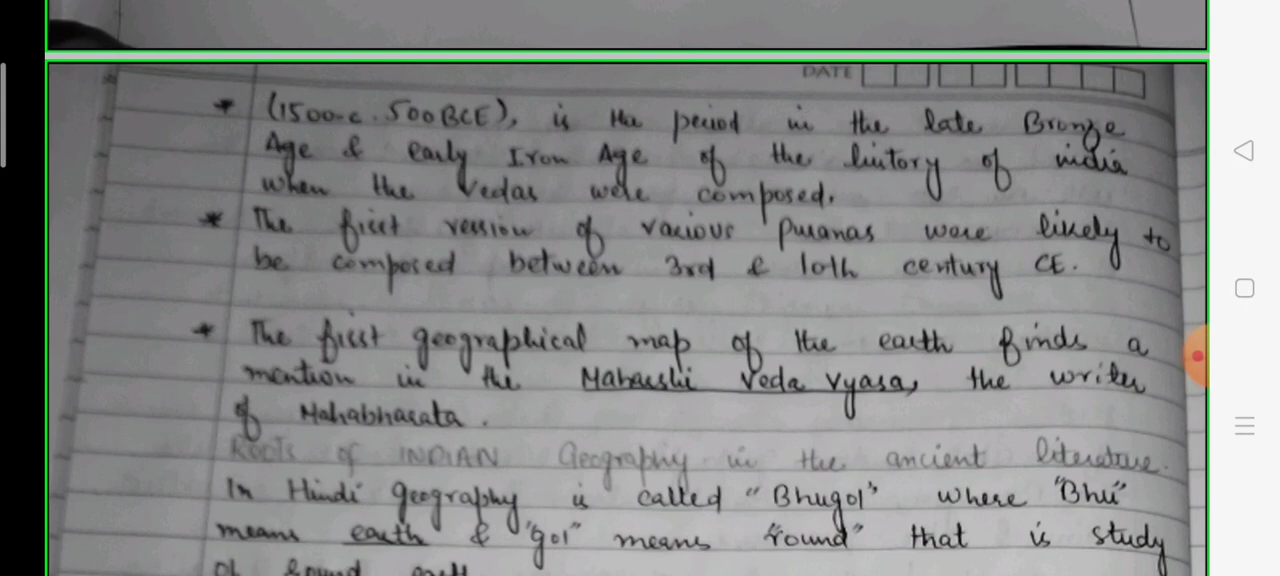 DATE
* (1500-c.500BCE), is the period in the late Bronze
Age & early Iron Age of the history of india
when the Vedas were composed.
* The first version of various Puranas were likely to
be composed between 3rd & 10th century CE.
* The first geographical map of the earth finds a
mention in the Maharshi Veda Vyasa, the writer
of Mahabharata.
Roots of INDIAN Geography in the ancient literature.
In Hindi geography is called "Bhugol" where "Bhu"
means earth & "gol" means "round" that is study
of round earth